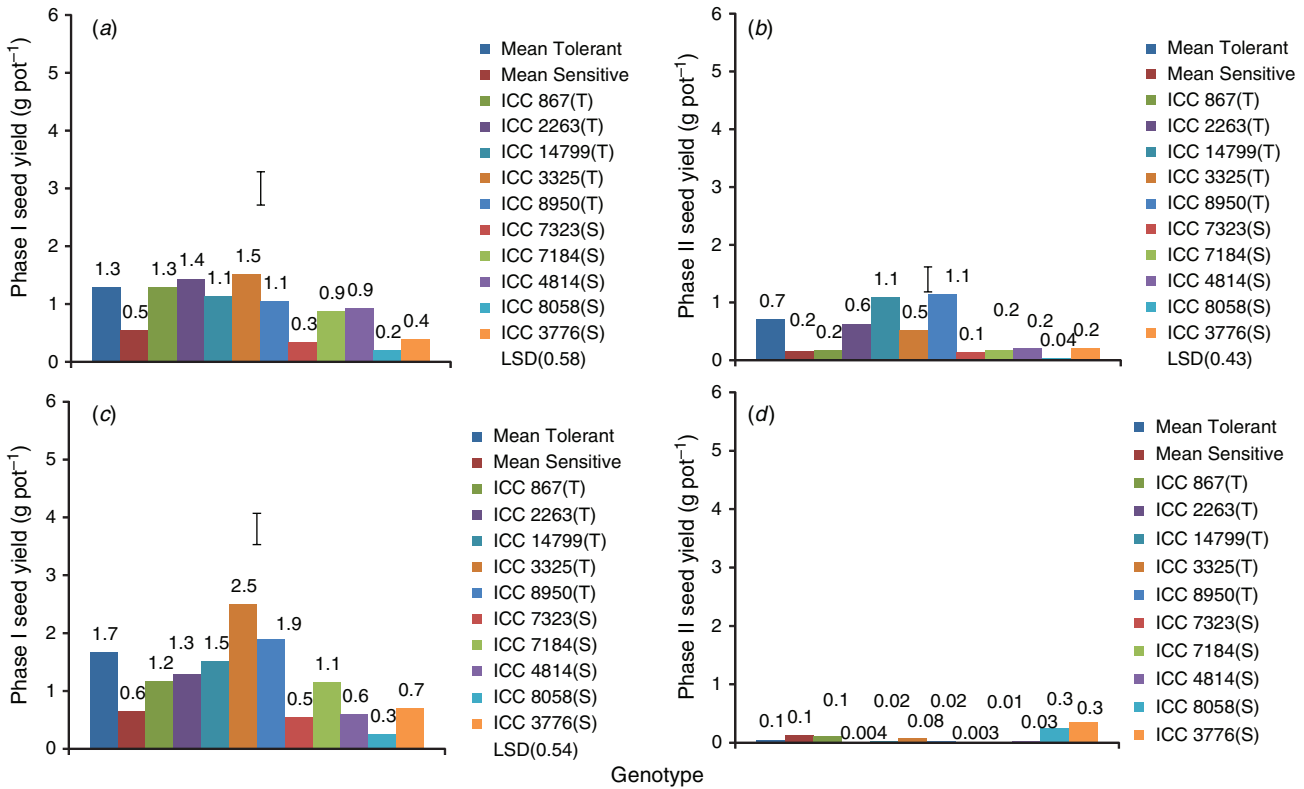 (a)
Phase I seed yield (g pot−1)
6
5
4
3
2
1
0
1.3
0.5
1.3
1.4
1.1
1.5
1.1
0.3
0.9
0.9
0.2
0.4
Mean Tolerant
Mean Sensitive
ICC 867(T)
ICC 2263(T)
ICC 14799(T)
ICC 3325(T)
ICC 8950(T)
ICC 7323(S)
ICC 7184(S)
ICC 4814(S)
ICC 8058(S)
ICC 3776(S)
LSD(0.58)
(b)
Phase II seed yield (g pot−1)
6
5
4
3
2
1
0
0.7
0.2
0.2
0.6
1.1
0.5
1.1
0.1
0.2
0.2
0.04
0.2
Mean Tolerant
Mean Sensitive
ICC 867(T)
ICC 2263(T)
ICC 14799(T)
ICC 3325(T)
ICC 8950(T)
ICC 7323(S)
ICC 7184(S)
ICC 4814(S)
ICC 8058(S)
ICC 3776(S)
LSD(0.43)
(c)
Phase I seed yield (g pot−1)
6
5
4
3
2
1
0
1.7
0.6
1.2
1.3
1.5
2.5
1.9
0.5
1.1
0.6
0.3
0.7
Mean Tolerant
Mean Sensitive
ICC 867(T)
ICC 2263(T)
ICC 14799(T)
ICC 3325(T)
ICC 8950(T)
ICC 7323(S)
ICC 7184(S)
ICC 4814(S)
ICC 8058(S)
ICC 3776(S)
LSD(0.54)
(d)
Phase II seed yield (g pot−1)
6
5
4
3
2
1
0
0.1
0.1
0.1
0.004
0.02
0.08
0.02
0.003
0.01
0.03
0.3
0.3
Mean Tolerant
Mean Sensitive
ICC 867(T)
ICC 2263(T)
ICC 14799(T)
ICC 3325(T)
ICC 8950(T)
ICC 7323(S)
ICC 7184(S)
ICC 4814(S)
ICC 8058(S)
ICC 3776(S)
Genotype